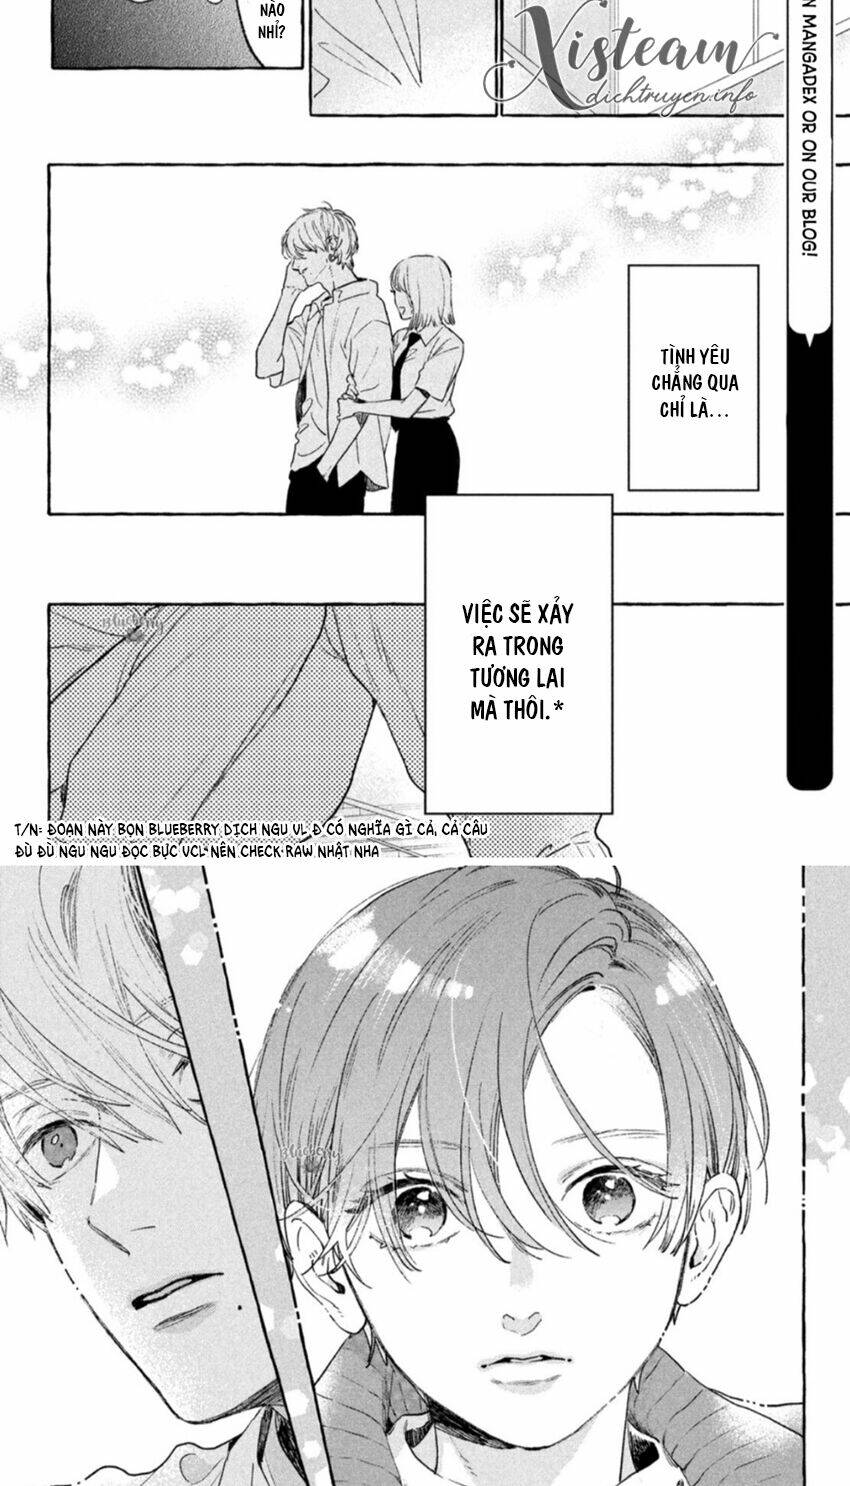 NÀO
NHỈ?
Xisteam
dichtruyen.info
N MANGADEX OR ON OUR BLOG!
TÌNH YÊU
CHẲNG QUA
CHỈ LÀ...
VIỆC SẼ XẢY
RA TRONG
TƯƠNG LAI
MÀ THÔI.*
T/N: ĐOẠN NÀY BỌN BLUEBERRY DỊCH NGU VL Đ CÓ NGHĨA GÌ CẢ, CẢ CÂU
ĐÙ ĐÙ NGU NGU ĐỌC BỰC VCL NÊN CHECK RAW NHẬT NHA